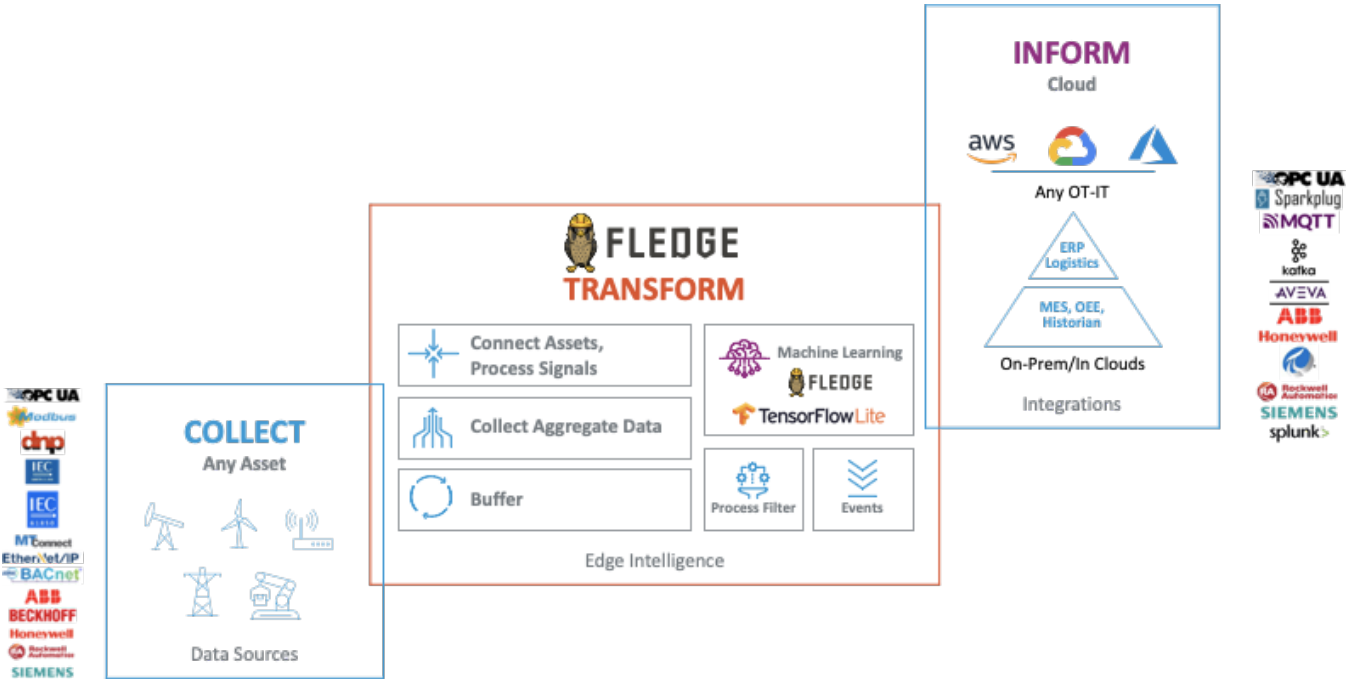 OPC UA
Modbus
dnp
IEC
IEC
MTConnect
EtherNet/IP
BACnet
ABB
BECKHOFF
Honeywell
Rockwell
Automation
SIEMENS
COLLECT
Any Asset
Data Sources
FLEDGE
TRANSFORM
Connect Assets,
Process Signals
Collect Aggregate Data
Buffer
Machine Learning
FLEDGE
TensorFlow Lite
Process Filter
Events
Edge Intelligence
INFORM
Cloud
aws
Any OT-IT
ERP
Logistics
MES, OEE,
Historian
On-Prem/In Clouds
Integrations
OPC UA
Sparkplug
MQTT
kafka
AVEVA
ABB
Honeywell
Rockwell
Automation
SIEMENS
splunk>